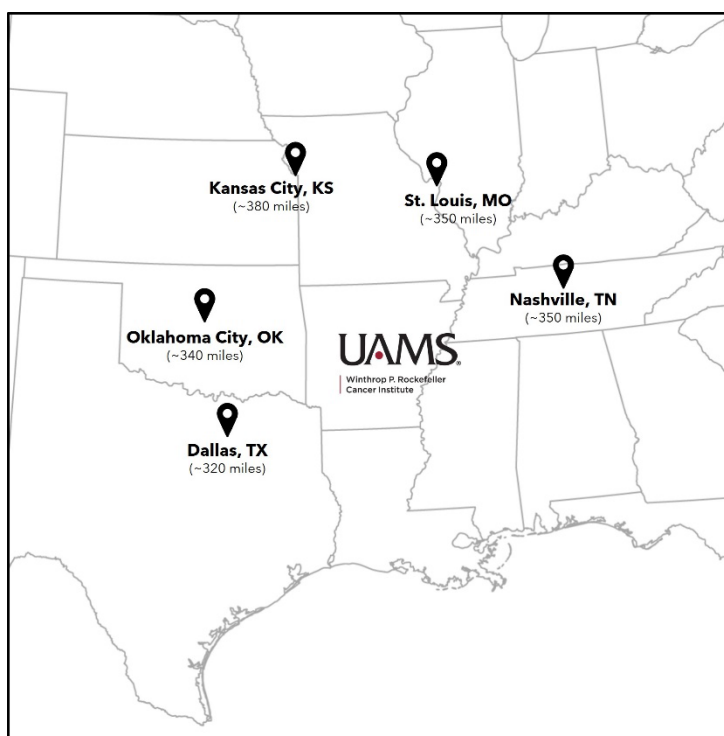 Kansas City, KS
(~380 miles)
St. Louis, MO
(~350 miles)
Nashville, TN
(~350 miles)
Oklahoma City, OK
(~340 miles)
UAMS®
Winthrop P. Rockefeller
Cancer Institute
Dallas, TX
(~320 miles)